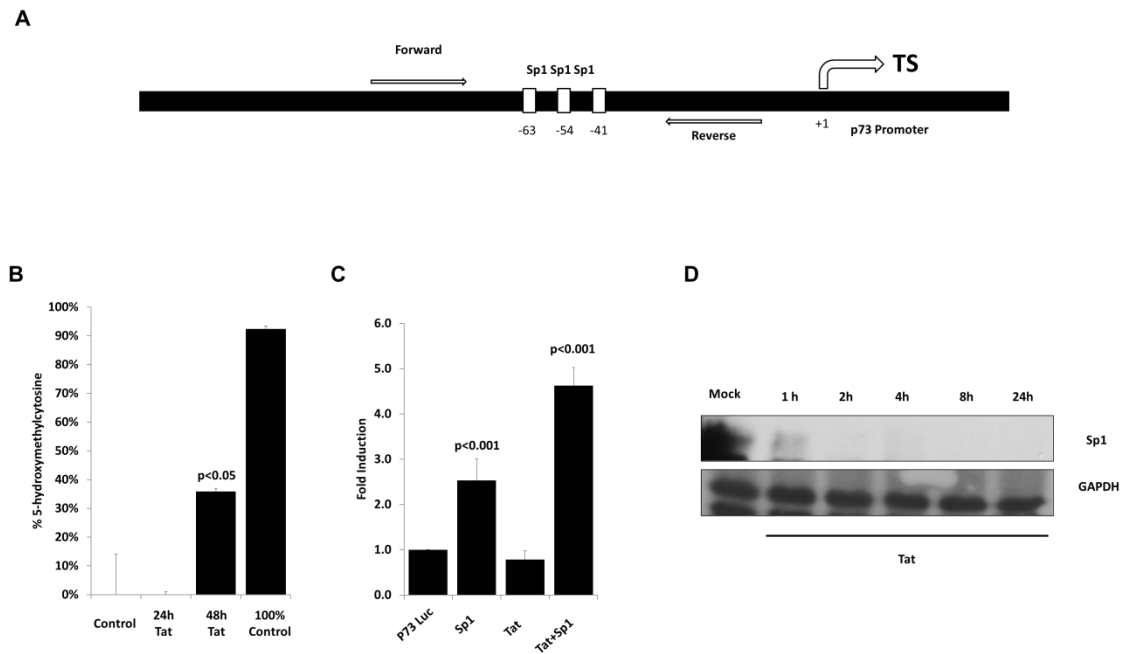 A
Forward
TS
Sp1 Sp1 Sp1
-63 -54 -41
+1
p73 Promoter
Reverse
B
100%
90%
80%
70%
60%
50%
40%
30%
20%
10%
0%
% 5-hydroxymethylcytosine
p<0.05
Control
24h Tat
48h Tat
100% Control
C
6.0
5.0
4.0
3.0
2.0
1.0
0.0
Fold Induction
p<0.001
p<0.001
P73 Luc
Sp1
Tat
Tat+Sp1
D
Mock 1 h 2h 4h 8h 24h
Sp1
GAPDH
Tat